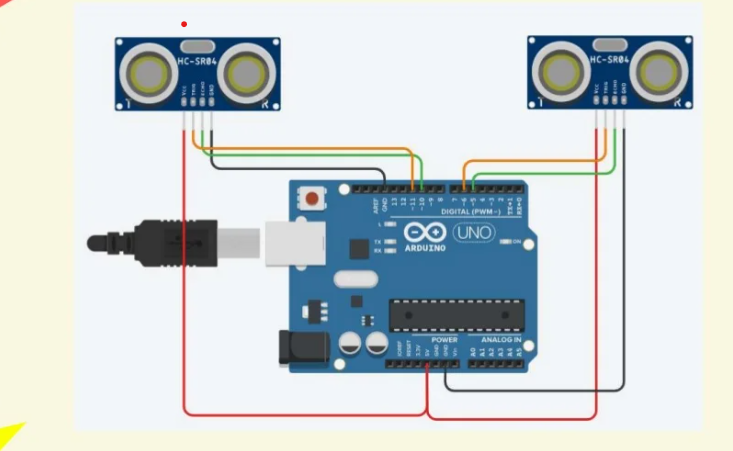 HC-SR04
T
VCC
TRIG
ECHO
GND
R
HC-SR04
T
VCC
TRIG
ECHO
GND
R
AREF
GND
13
12
~11
~10
~9
8
7
~6
~5
4
~3
2
TX→1
RX←0
DIGITAL (PWM~)
L
TX
RX
ARDUINO
UNO
ON
POWER
ANALOG IN
IOREF
RESET
3.3V
5V
GND
GND
Vin
A0
A1
A2
A3
A4
A5